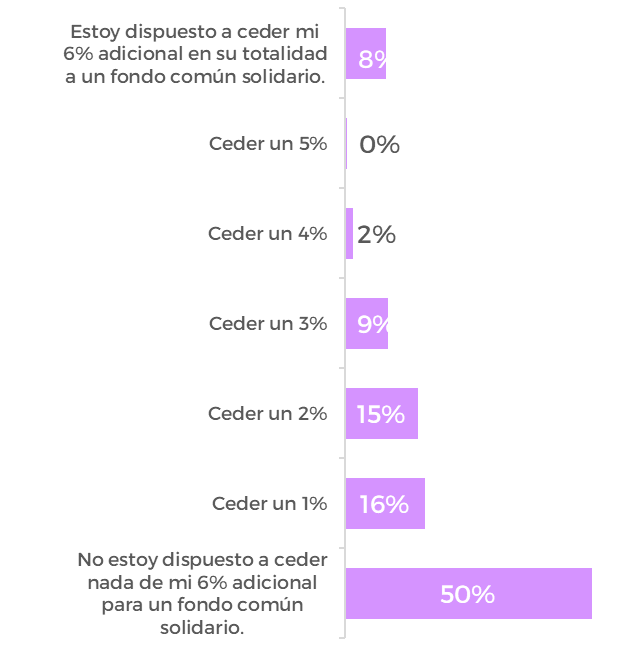 Estoy dispuesto a ceder mi
6% adicional en su totalidad
a un fondo común solidario.
8%
Ceder un 5%
0%
Ceder un 4%
2%
Ceder un 3%
9%
Ceder un 2%
15%
Ceder un 1%
16%
No estoy dispuesto a ceder
nada de mi 6% adicional
para un fondo común
solidario.
50%